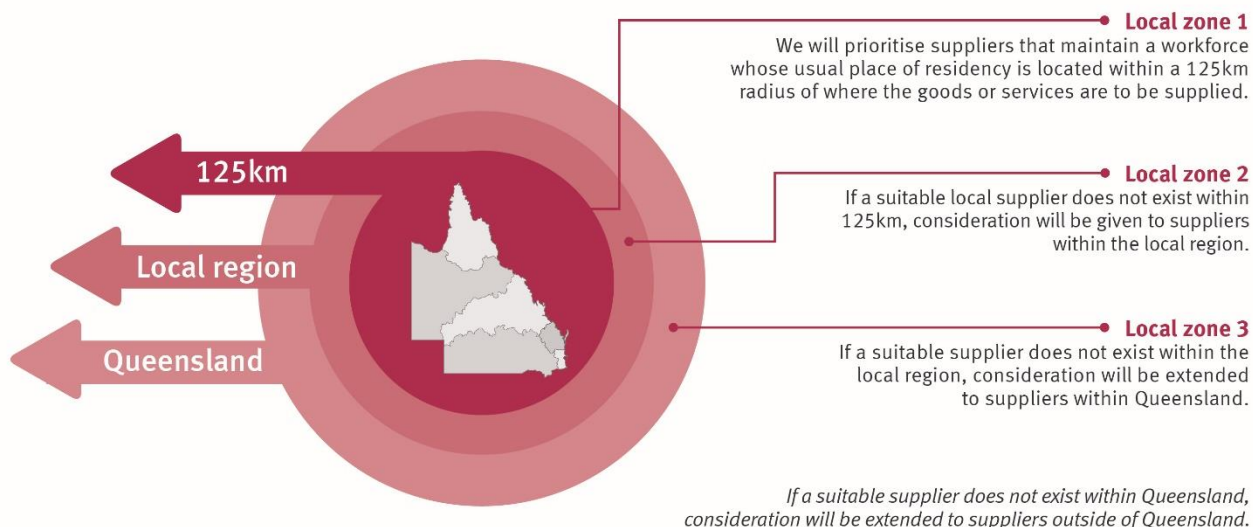 Local zone 1
We will prioritise suppliers that maintain a workforce
whose usual place of residency is located within a 125km
radius of where the goods or services are to be supplied.
125km
Local zone 2
If a suitable local supplier does not exist within
125km, consideration will be given to suppliers
within the local region.
Local region
Local zone 3
If a suitable supplier does not exist within the
local region, consideration will be extended
to suppliers within Queensland.
Queensland
If a suitable supplier does not exist within Queensland,
consideration will be extended to suppliers outside of Queensland.